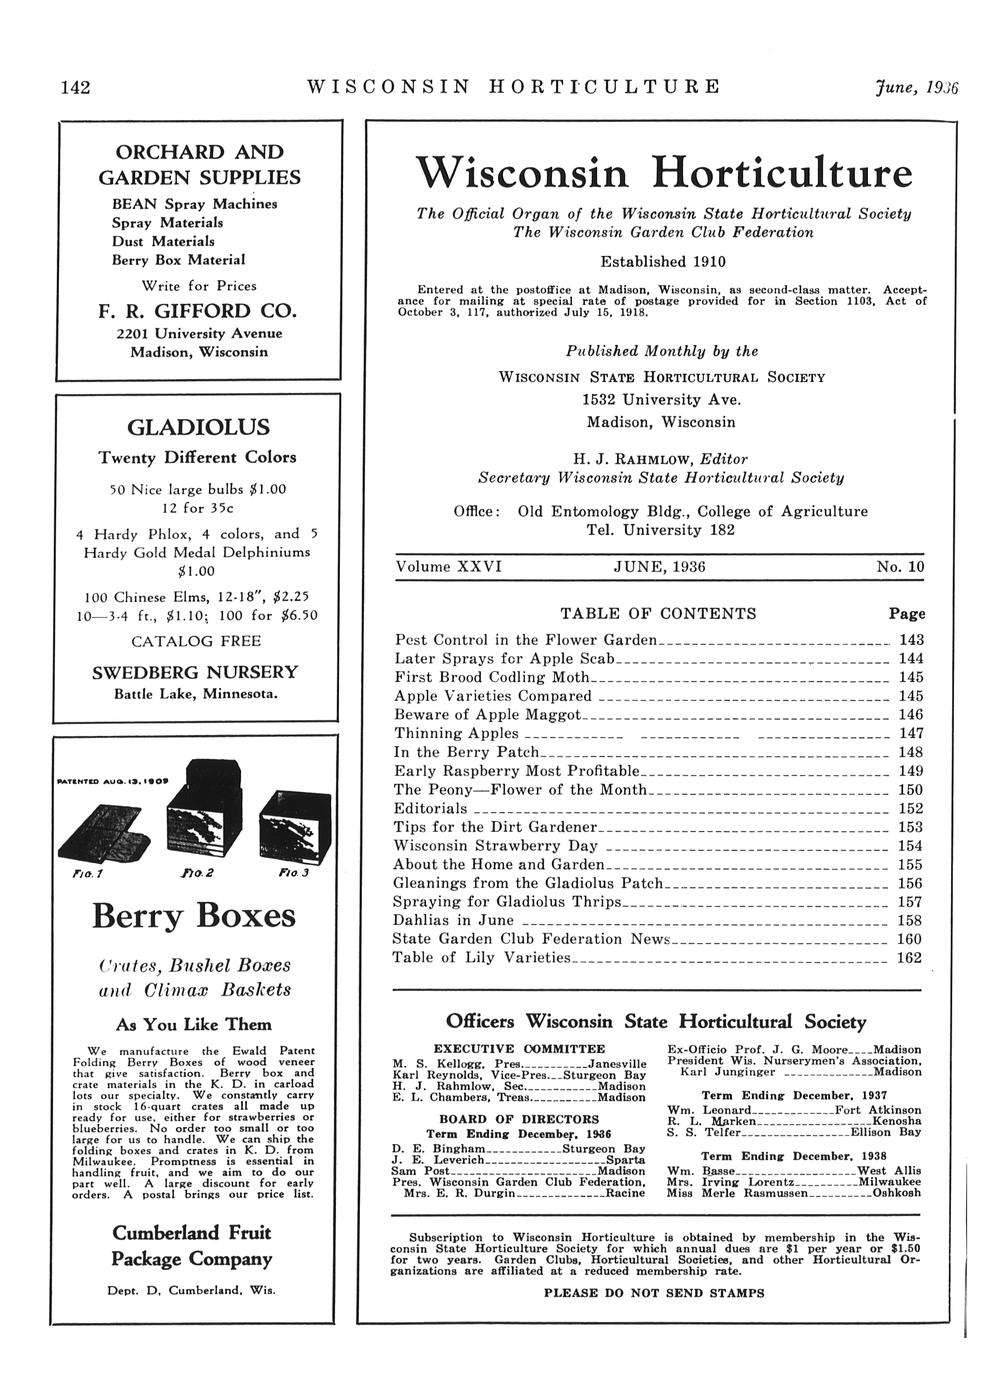 142
WISCONSIN HORTICULTURE
June, 1936
ORCHARD AND
GARDEN SUPPLIES
BEAN Spray Machines
Spray Materials
Dust Materials
Berry Box Material
Write for Prices
F. R. GIFFORD CO.
2201 University Avenue
Madison, Wisconsin
GLADIOLUS
Twenty Different Colors
50 Nice large bulbs $1.00
12 for 35c
4 Hardy Phlox, 4 colors, and 5
Hardy Gold Medal Delphiniums
$1.00
100 Chinese Elms, 12-18", $2.25
10—3-4 ft., $1.10; 100 for $6.50
CATALOG FREE
SWEDBERG NURSERY
Battle Lake, Minnesota.
PATENTED AUG. 13. 1909
FIG. 1
FIG. 2
FIG 3
Berry Boxes
Crates, Bushel Boxes
and Climax Baskets
As You Like Them
We manufacture the Ewald Patent
Folding Berry Boxes of wood veneer
that give satisfaction. Berry box and
crate materials in the K. D. in carload
lots our specialty. We constantly carry
in stock 16-quart crates all made up
ready for use, either for strawberries or
blueberries. No order too small or too
large for us to handle. We can ship the
folding boxes and crates in K. D. from
Milwaukee. Promptness is essential in
handling fruit, and we aim to do our
part well. A large discount for early
orders. A postal brings our price list.
Cumberland Fruit
Package Company
Dept. D, Cumberland, Wis.
Wisconsin Horticulture
The Official Organ of the Wisconsin State Horticultural Society
The Wisconsin Garden Club Federation
Established 1910
Entered at the postoffice at Madison, Wisconsin, as second-class matter. Accept-
ance for mailing at special rate of postage provided for in Section 1103, Act of
October 3, 117, authorized July 15, 1918.
Published Monthly by the
WISCONSIN STATE HORTICULTURAL SOCIETY
1532 University Ave.
Madison, Wisconsin
H. J. RAHMLOW, Editor
Secretary Wisconsin State Horticultural Society
Office: Old Entomology Bldg., College of Agriculture
Tel. University 182
Volume XXVI JUNE, 1936 No. 10
TABLE OF CONTENTS Page
Pest Control in the Flower Garden 143
Later Sprays for Apple Scab 144
First Brood Codling Moth 145
Apple Varieties Compared 145
Beware of Apple Maggot 146
Thinning Apples 147
In the Berry Patch 148
Early Raspberry Most Profitable 149
The Peony—Flower of the Month 150
Editorials 152
Tips for the Dirt Gardener 153
Wisconsin Strawberry Day 154
About the Home and Garden 155
Gleanings from the Gladiolus Patch 156
Spraying for Gladiolus Thrips 157
Dahlias in June 158
State Garden Club Federation News 160
Table of Lily Varieties 162
Officers Wisconsin State Horticultural Society
EXECUTIVE COMMITTEE
M. S. Kellogg, Pres. Janesville
Karl Reynolds, Vice-Pres. Sturgeon Bay
H. J. Rahmlow, Sec. Madison
E. L. Chambers, Treas. Madison
BOARD OF DIRECTORS
Term Ending December, 1936
D. E. Bingham Sturgeon Bay
J. E. Leverich Sparta
Sam Post Madison
Pres. Wisconsin Garden Club Federation,
Mrs. E. R. Durgin Racine
Ex-Officio Prof. J. G. Moore Madison
President Wis. Nurserymen's Association,
Karl Junginger Madison
Term Ending December, 1937
Wm. Leonard Fort Atkinson
R. L. Marken Kenosha
S. S. Telfer Ellison Bay
Term Ending December, 1938
Wm. Basse West Allis
Mrs. Irving Lorentz Milwaukee
Miss Merle Rasmussen Oshkosh
Subscription to Wisconsin Horticulture is obtained by membership in the Wis-
consin State Horticulture Society for which annual dues are $1 per year or $1.50
for two years. Garden Clubs, Horticultural Societies, and other Horticultural Or-
ganizations are affiliated at a reduced membership rate.
PLEASE DO NOT SEND STAMPS